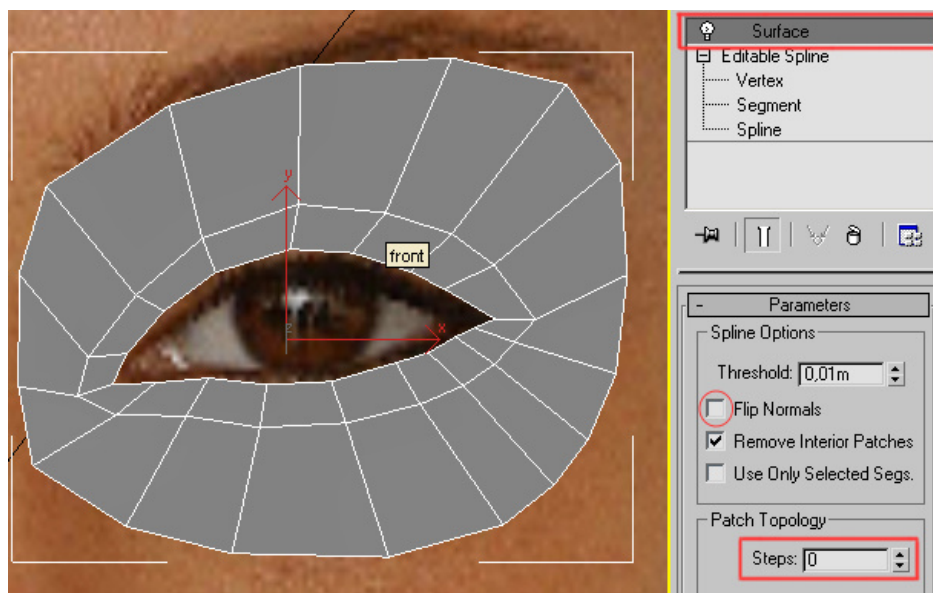 y
front
z
x
Surface
Editable Spline
Vertex
Segment
Spline
Parameters
Spline Options
Threshold: 0,01m
Flip Normals
Remove Interior Patches
Use Only Selected Segs.
Patch Topology
Steps: 0